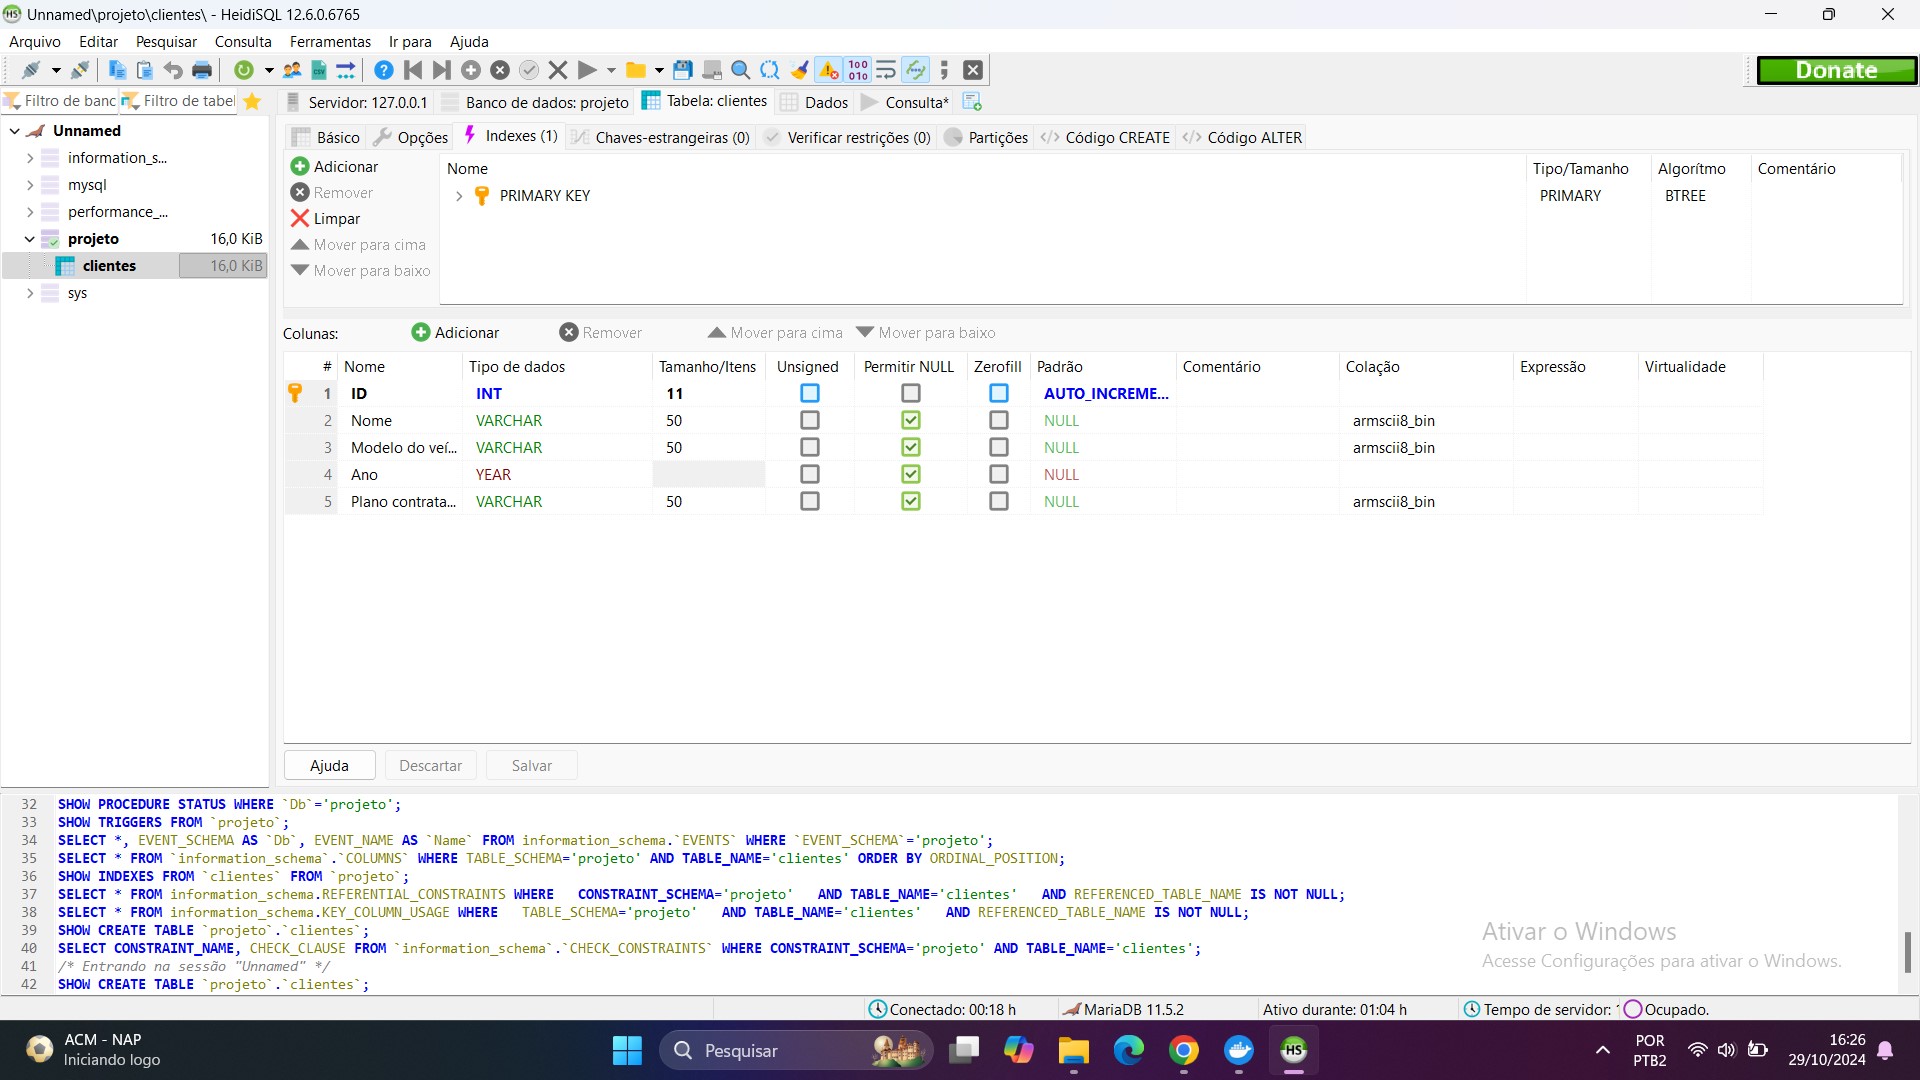 Unnamed\projeto\clientes\ - HeidiSQL 12.6.0.6765
Arquivo Editar Pesquisar Consulta Ferramentas Ir para Ajuda
Donate
Filtro de banc Filtro de tabel
Servidor: 127.0.0.1 Banco de dados: projeto Tabela: clientes Dados Consulta*
Unnamed
information_s...
mysql
performance_...
projeto 16,0 KiB
clientes 16,0 KiB
sys
Básico Opções Indexes (1) Chaves-estrangeiras (0) Verificar restrições (0) Partições Código CREATE Código ALTER
Adicionar
Remover
Limpar
Mover para cima
Mover para baixo
Nome Tipo/Tamanho Algorítmo Comentário
PRIMARY KEY PRIMARY BTREE
Colunas: Adicionar Remover Mover para cima Mover para baixo
# Nome Tipo de dados Tamanho/Itens Unsigned Permitir NULL Zerofill Padrão Comentário Colação Expressão Virtualidade
1 ID INT 11 AUTO_INCREME...
2 Nome VARCHAR 50 NULL armscii8_bin
3 Modelo do veí... VARCHAR 50 NULL armscii8_bin
4 Ano YEAR NULL
5 Plano contrata... VARCHAR 50 NULL armscii8_bin
Ajuda Descartar Salvar
32 SHOW PROCEDURE STATUS WHERE `Db`='projeto';
33 SHOW TRIGGERS FROM `projeto`;
34 SELECT *, EVENT_SCHEMA AS `Db`, EVENT_NAME AS `Name` FROM information_schema.`EVENTS` WHERE `EVENT_SCHEMA`='projeto';
35 SELECT * FROM `information_schema`.`COLUMNS` WHERE TABLE_SCHEMA='projeto' AND TABLE_NAME='clientes' ORDER BY ORDINAL_POSITION;
36 SHOW INDEXES FROM `clientes` FROM `projeto`;
37 SELECT * FROM information_schema.REFERENTIAL_CONSTRAINTS WHERE CONSTRAINT_SCHEMA='projeto' AND TABLE_NAME='clientes' AND REFERENCED_TABLE_NAME IS NOT NULL;
38 SELECT * FROM information_schema.KEY_COLUMN_USAGE WHERE TABLE_SCHEMA='projeto' AND TABLE_NAME='clientes' AND REFERENCED_TABLE_NAME IS NOT NULL;
39 SHOW CREATE TABLE `projeto`.`clientes`;
40 SELECT CONSTRAINT_NAME, CHECK_CLAUSE FROM `information_schema`.`CHECK_CONSTRAINTS` WHERE CONSTRAINT_SCHEMA='projeto' AND TABLE_NAME='clientes';
41 /* Entrando na sessão "Unnamed" */
42 SHOW CREATE TABLE `projeto`.`clientes`;
Ativar o Windows
Acesse Configurações para ativar o Windows.
Conectado: 00:18 h MariaDB 11.5.2 Ativo durante: 01:04 h Tempo de servidor: Ocupado.
ACM - NAP
Iniciando logo
Pesquisar
HS
POR
PTB2
16:26
29/10/2024